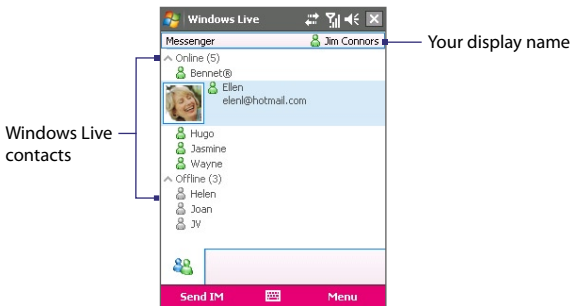 Windows Live
Messenger Jim Connors
Your display name
Online (5)
Bennet®
Ellen
elenl@hotmail.com
Windows Live
contacts
Hugo
Jasmine
Wayne
Offline (3)
Helen
Joan
JV
Send IM Menu